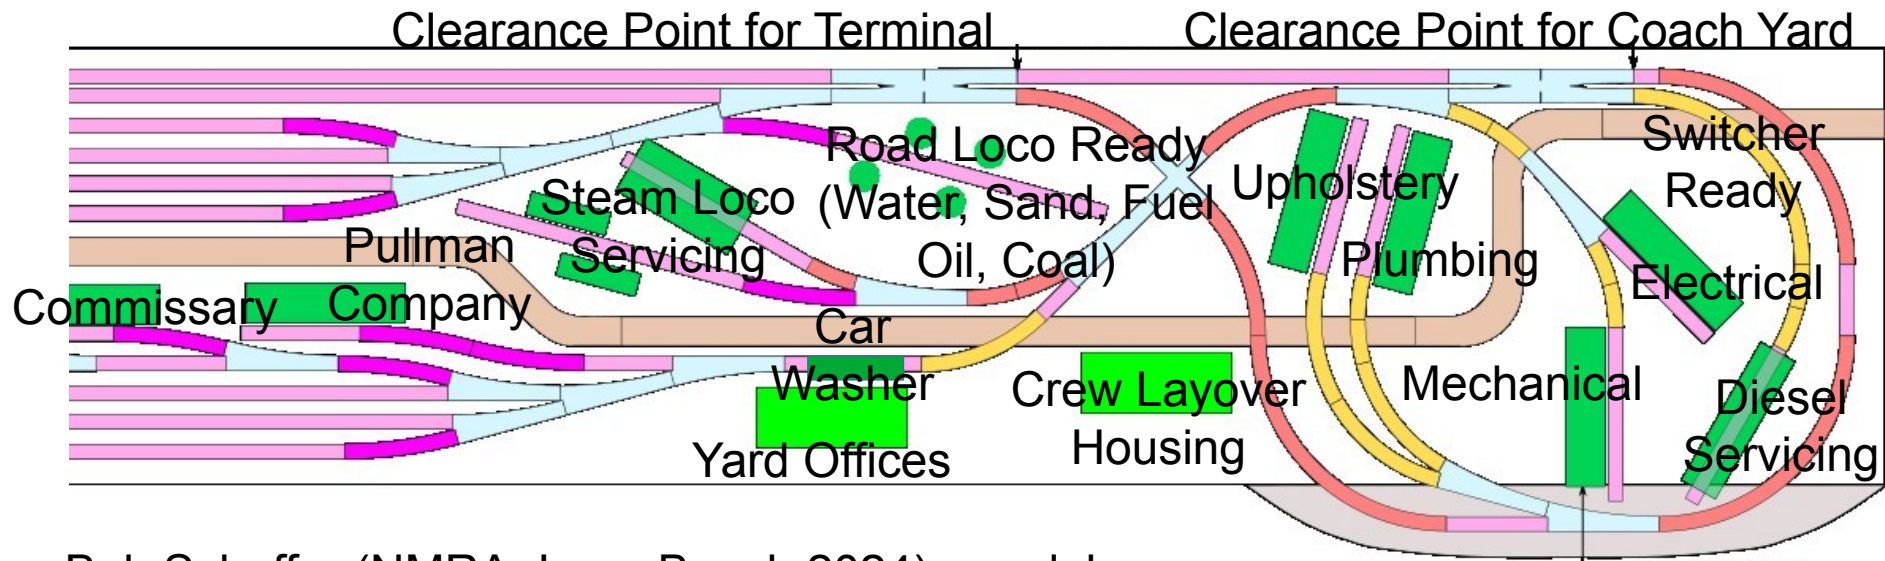 Clearance Point for Terminal
Clearance Point for Coach Yard
Road Loco Ready
(Water, Sand, Fuel
Oil, Coal)
Switcher
Ready
Steam Loco
Servicing
Upholstery
Pullman
Company
Plumbing
Electrical
Commissary
Car
Washer
Crew Layover
Housing
Mechanical
Diesel
Servicing
Yard Offices